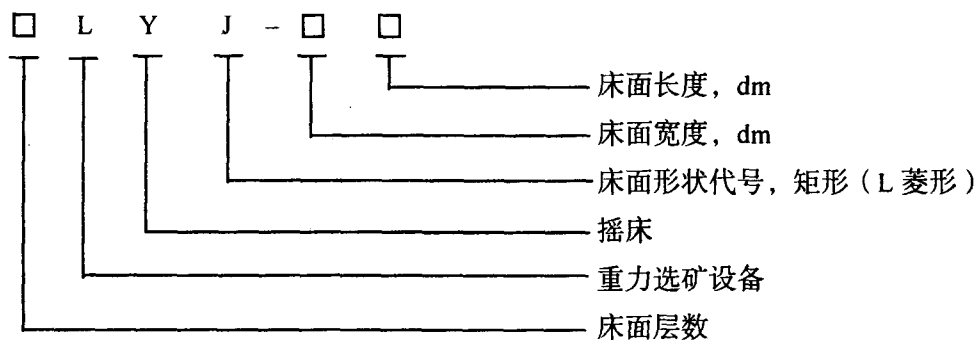 □ L Y J - □ □
床面长度，dm
床面宽度，dm
床面形状代号，矩形（L 菱形）
摇床
重力选矿设备
床面层数